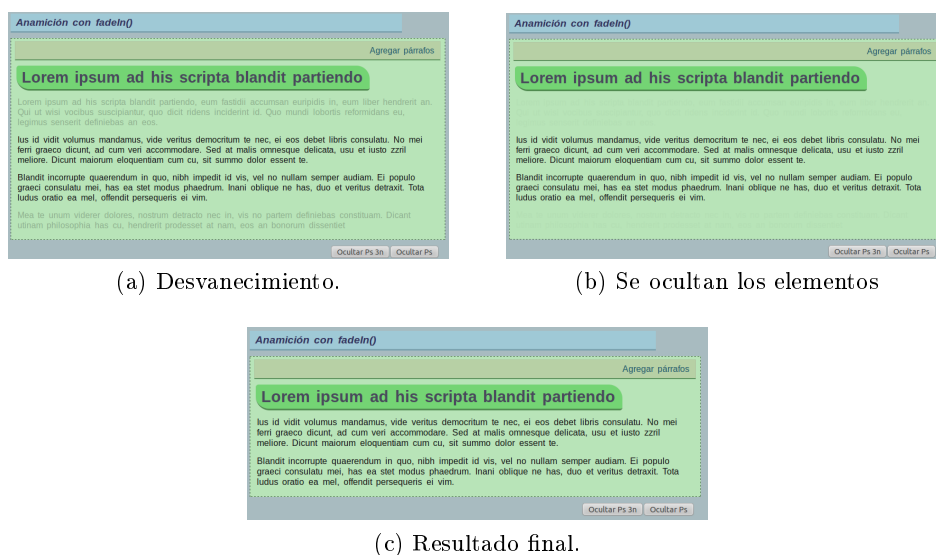 Anamición con fadeIn()
Agregar párrafos
Lorem ipsum ad his scripta blandit partiendo
Lorem ipsum ad his scripta blandit partiendo, eum fastidii accumsan euripidis in, eum liber hendrerit an.
Qui ut wisi vocibus suscipiantur, quo dicit ridens inciderint id. Quo mundi lobortis reformidans eu,
legimus senserit definiebas an eos.
Ius id vidit volumus mandamus, vide veritus democritum te nec, ei eos debet libris consulatu. No mei
ferri graeco dicunt, ad cum veri accommodare. Sed at malis omnesque delicata, usu et iusto zzril
meliore. Dicunt maiorum eloquentiam cum cu, sit summo dolor essent te.
Blandit incorrupte quaerendum in quo, nibh impedit id vis, vel no nullam semper audiam. Ei populo
graeci consulatu mei, has ea stet modus phaedrum. Inani oblique ne has, duo et veritus detraxit. Tota
ludus oratio ea mel, offendit persequeris ei vim.
Mea te unum viderer dolores, nostrum detracto nec in, vis no partem definiebas constituam. Dicant
utinam philosophia has cu, hendrerit prodesset at nam, eos an bonorum dissentiet
Ocultar Ps 3n Ocultar Ps
(a) Desvanecimiento.
Anamición con fadeIn()
Agregar párrafos
Lorem ipsum ad his scripta blandit partiendo
Ius id vidit volumus mandamus, vide veritus democritum te nec, ei eos debet libris consulatu. No mei
ferri graeco dicunt, ad cum veri accommodare. Sed at malis omnesque delicata, usu et iusto zzril
meliore. Dicunt maiorum eloquentiam cum cu, sit summo dolor essent te.
Blandit incorrupte quaerendum in quo, nibh impedit id vis, vel no nullam semper audiam. Ei populo
graeci consulatu mei, has ea stet modus phaedrum. Inani oblique ne has, duo et veritus detraxit. Tota
ludus oratio ea mel, offendit persequeris ei vim.
Ocultar Ps 3n Ocultar Ps
(b) Se ocultan los elementos
Anamición con fadeIn()
Agregar párrafos
Lorem ipsum ad his scripta blandit partiendo
Ius id vidit volumus mandamus, vide veritus democritum te nec, ei eos debet libris consulatu. No mei
ferri graeco dicunt, ad cum veri accommodare. Sed at malis omnesque delicata, usu et iusto zzril
meliore. Dicunt maiorum eloquentiam cum cu, sit summo dolor essent te.
Blandit incorrupte quaerendum in quo, nibh impedit id vis, vel no nullam semper audiam. Ei populo
graeci consulatu mei, has ea stet modus phaedrum. Inani oblique ne has, duo et veritus detraxit. Tota
ludus oratio ea mel, offendit persequeris ei vim.
Ocultar Ps 3n Ocultar Ps
(c) Resultado final.